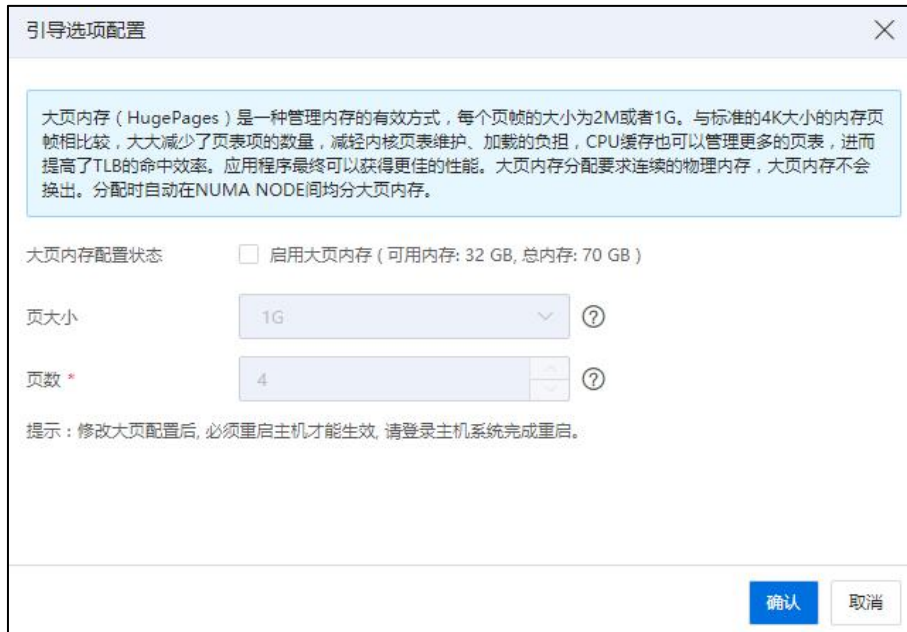 引导选项配置
大页内存（HugePages）是一种管理内存的有效方式，每个页帧的大小为2M或者1G。与标准的4K大小的内存页
帧相比较，大大减少了页表项的数量，减轻内核页表维护、加载的负担，CPU缓存也可以管理更多的页表，进而
提高了TLB的命中效率。应用程序最终可以获得更佳的性能。大页内存分配要求连续的物理内存，大页内存不会
换出。分配时自动在NUMA NODE间均分大页内存。
大页内存配置状态 启用大页内存 ( 可用内存: 32 GB, 总内存: 70 GB )
页大小 1G
页数 * 4
提示：修改大页配置后, 必须重启主机才能生效, 请登录主机系统完成重启。
确认 取消